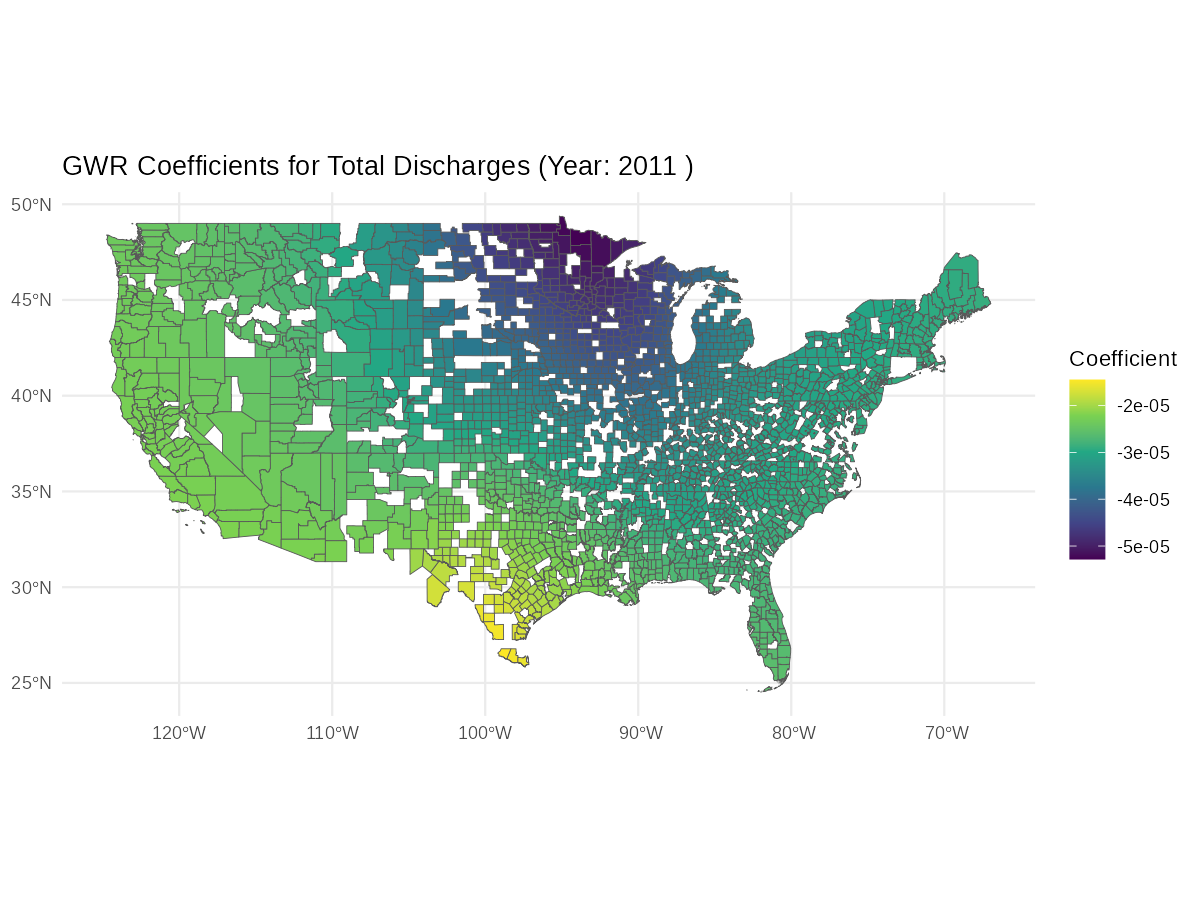 GWR Coefficients for Total Discharges (Year: 2011 )
50°N
45°N
40°N
35°N
30°N
25°N
120°W
110°W
100°W
90°W
80°W
70°W
Coefficient
-2e-05
-3e-05
-4e-05
-5e-05